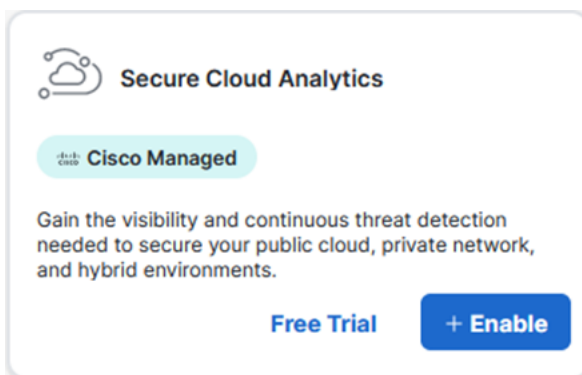 Secure Cloud Analytics
cisco Cisco Managed
Gain the visibility and continuous threat detection
needed to secure your public cloud, private network,
and hybrid environments.
Free Trial + Enable